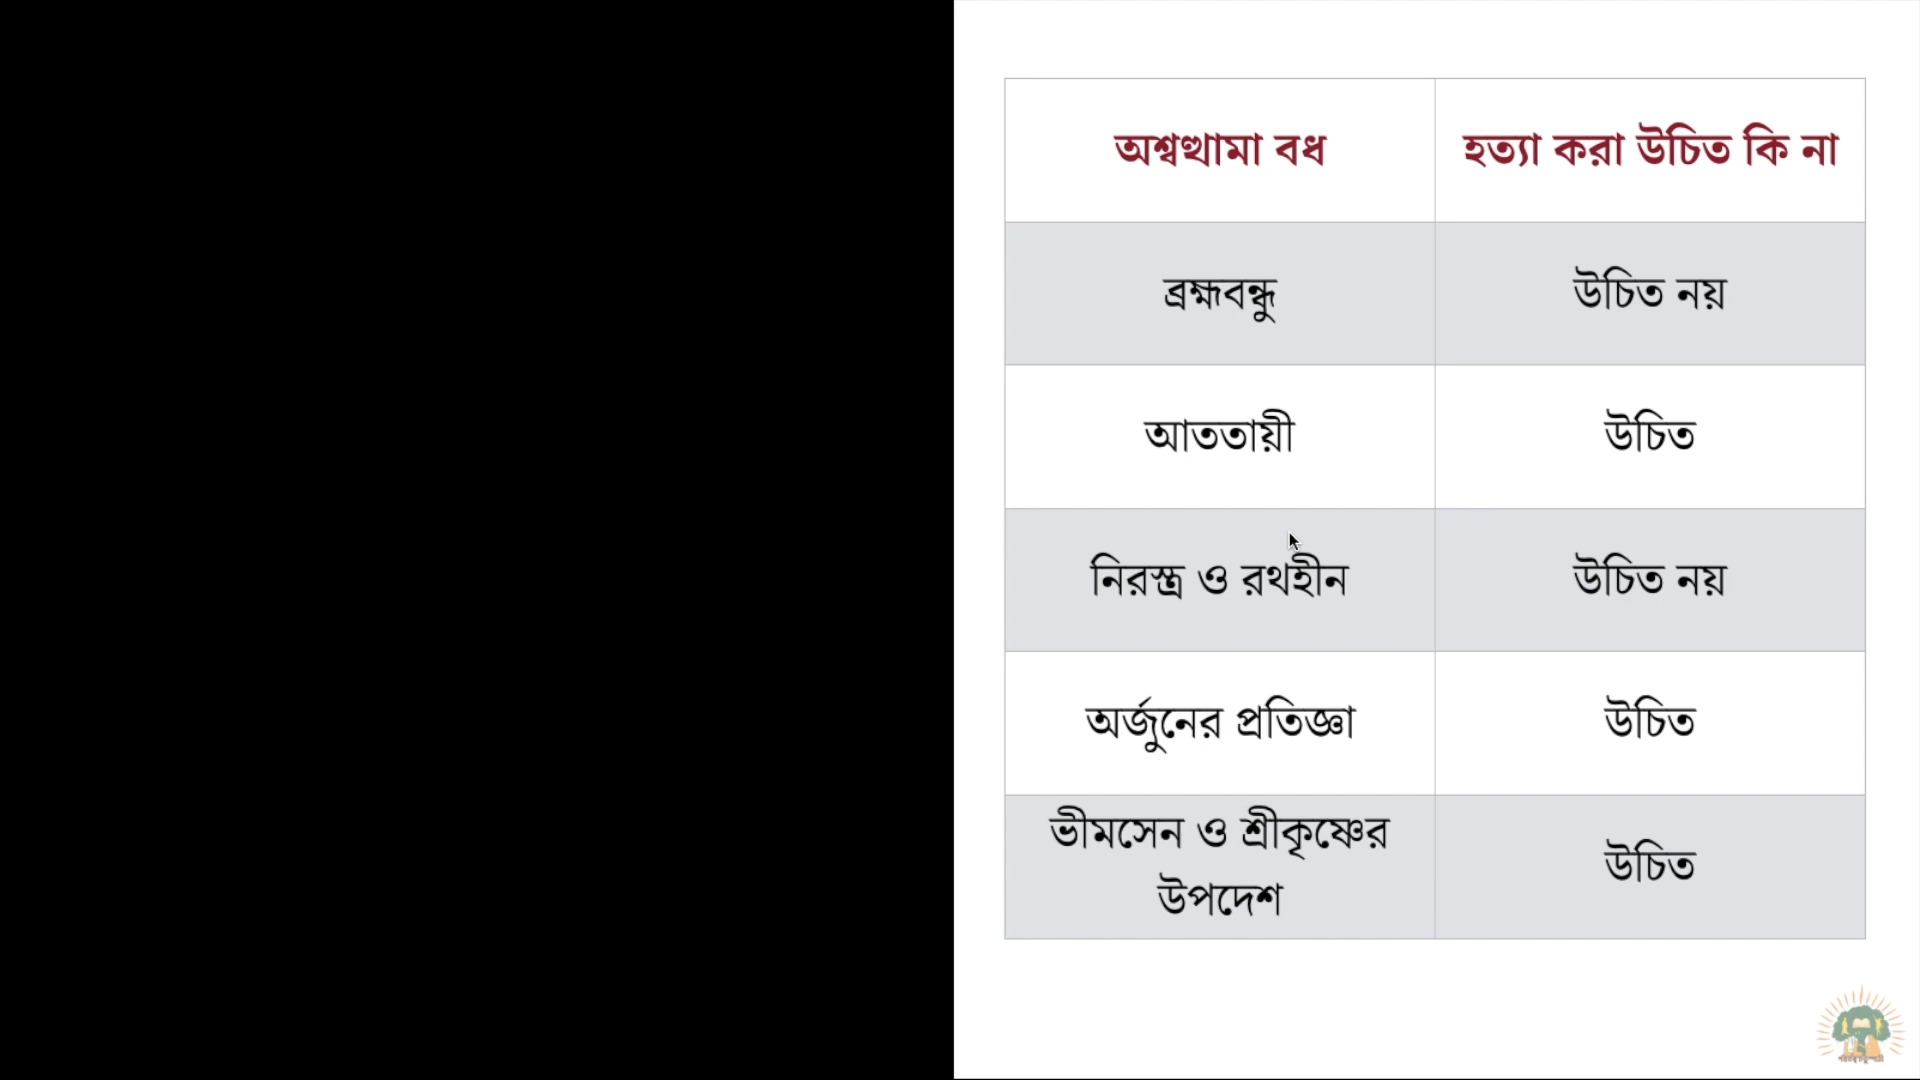 অশ্বত্থামা বধ
হত্যা করা উচিত কি না
ব্রহ্মবন্ধু
উচিত নয়
আততায়ী
উচিত
নিরস্ত্র ও রথহীন
উচিত নয়
অর্জুনের প্রতিজ্ঞা
উচিত
ভীমসেন ও শ্রীকৃষ্ণের
উপদেশ
উচিত